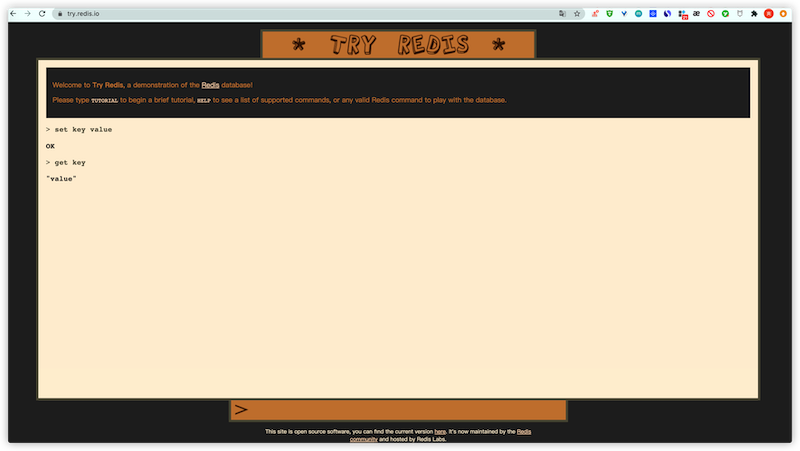 try.redis.io
* TRY REDIS *
Welcome to Try Redis, a demonstration of the Redis database!
Please type TUTORIAL to begin a brief tutorial, HELP to see a list of supported commands, or any valid Redis command to play with the database.
> set key value
OK
> get key
"value"
>
This site is open source software, you can find the current version here. It's now maintained by the Redis
community and hosted by Redis Labs.